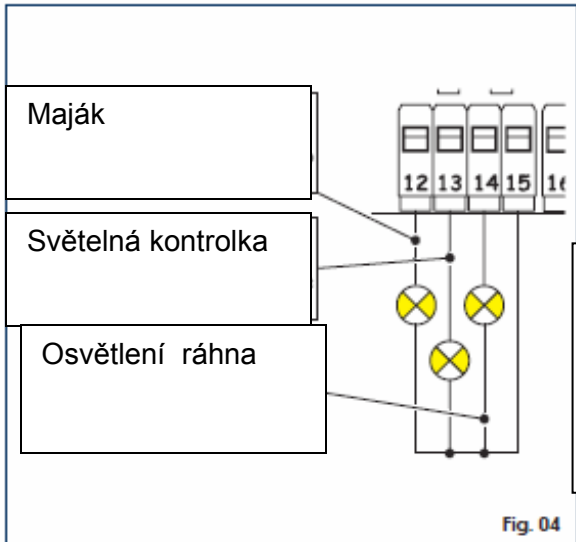 Maják
12 13 14 15
Světelná kontrolka
Osvětlení ráhna
Fig. 04